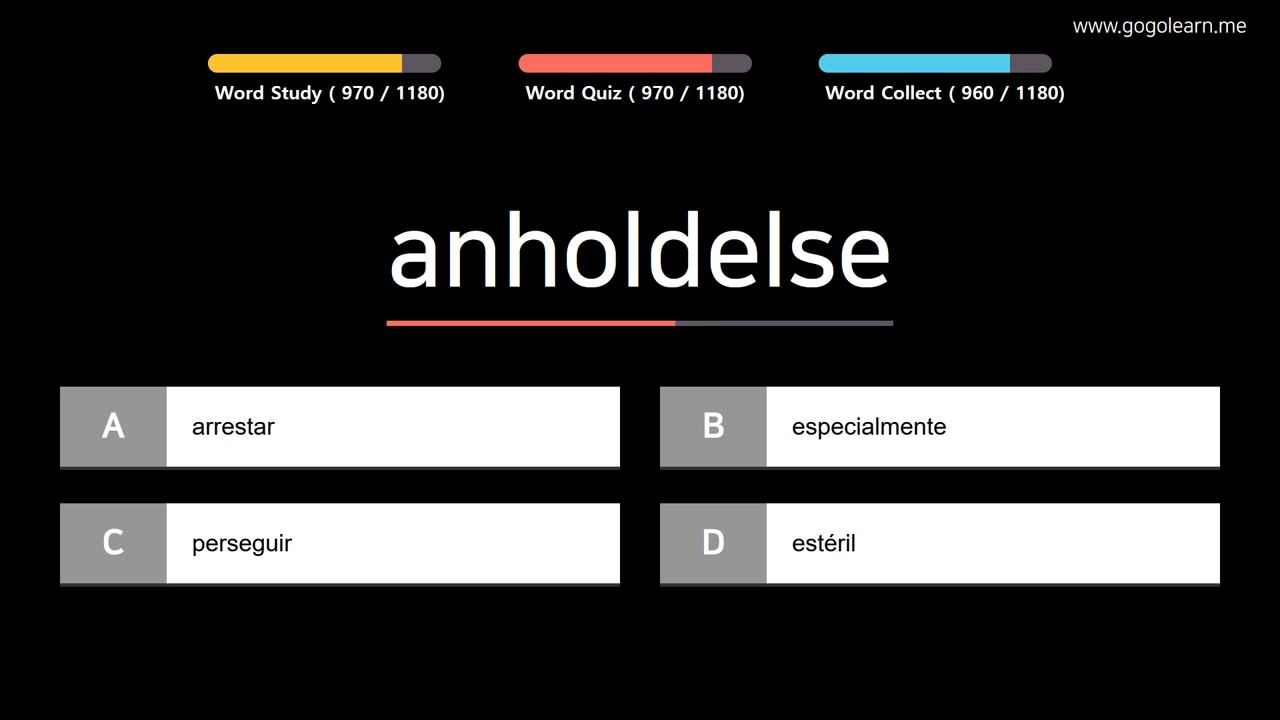 www.gogolearn.me
Word Study ( 970 / 1180)
Word Quiz ( 970 / 1180)
Word Collect ( 960 / 1180)
anholdelse
A
arrestar
B
especialmente
C
perseguir
D
estéril